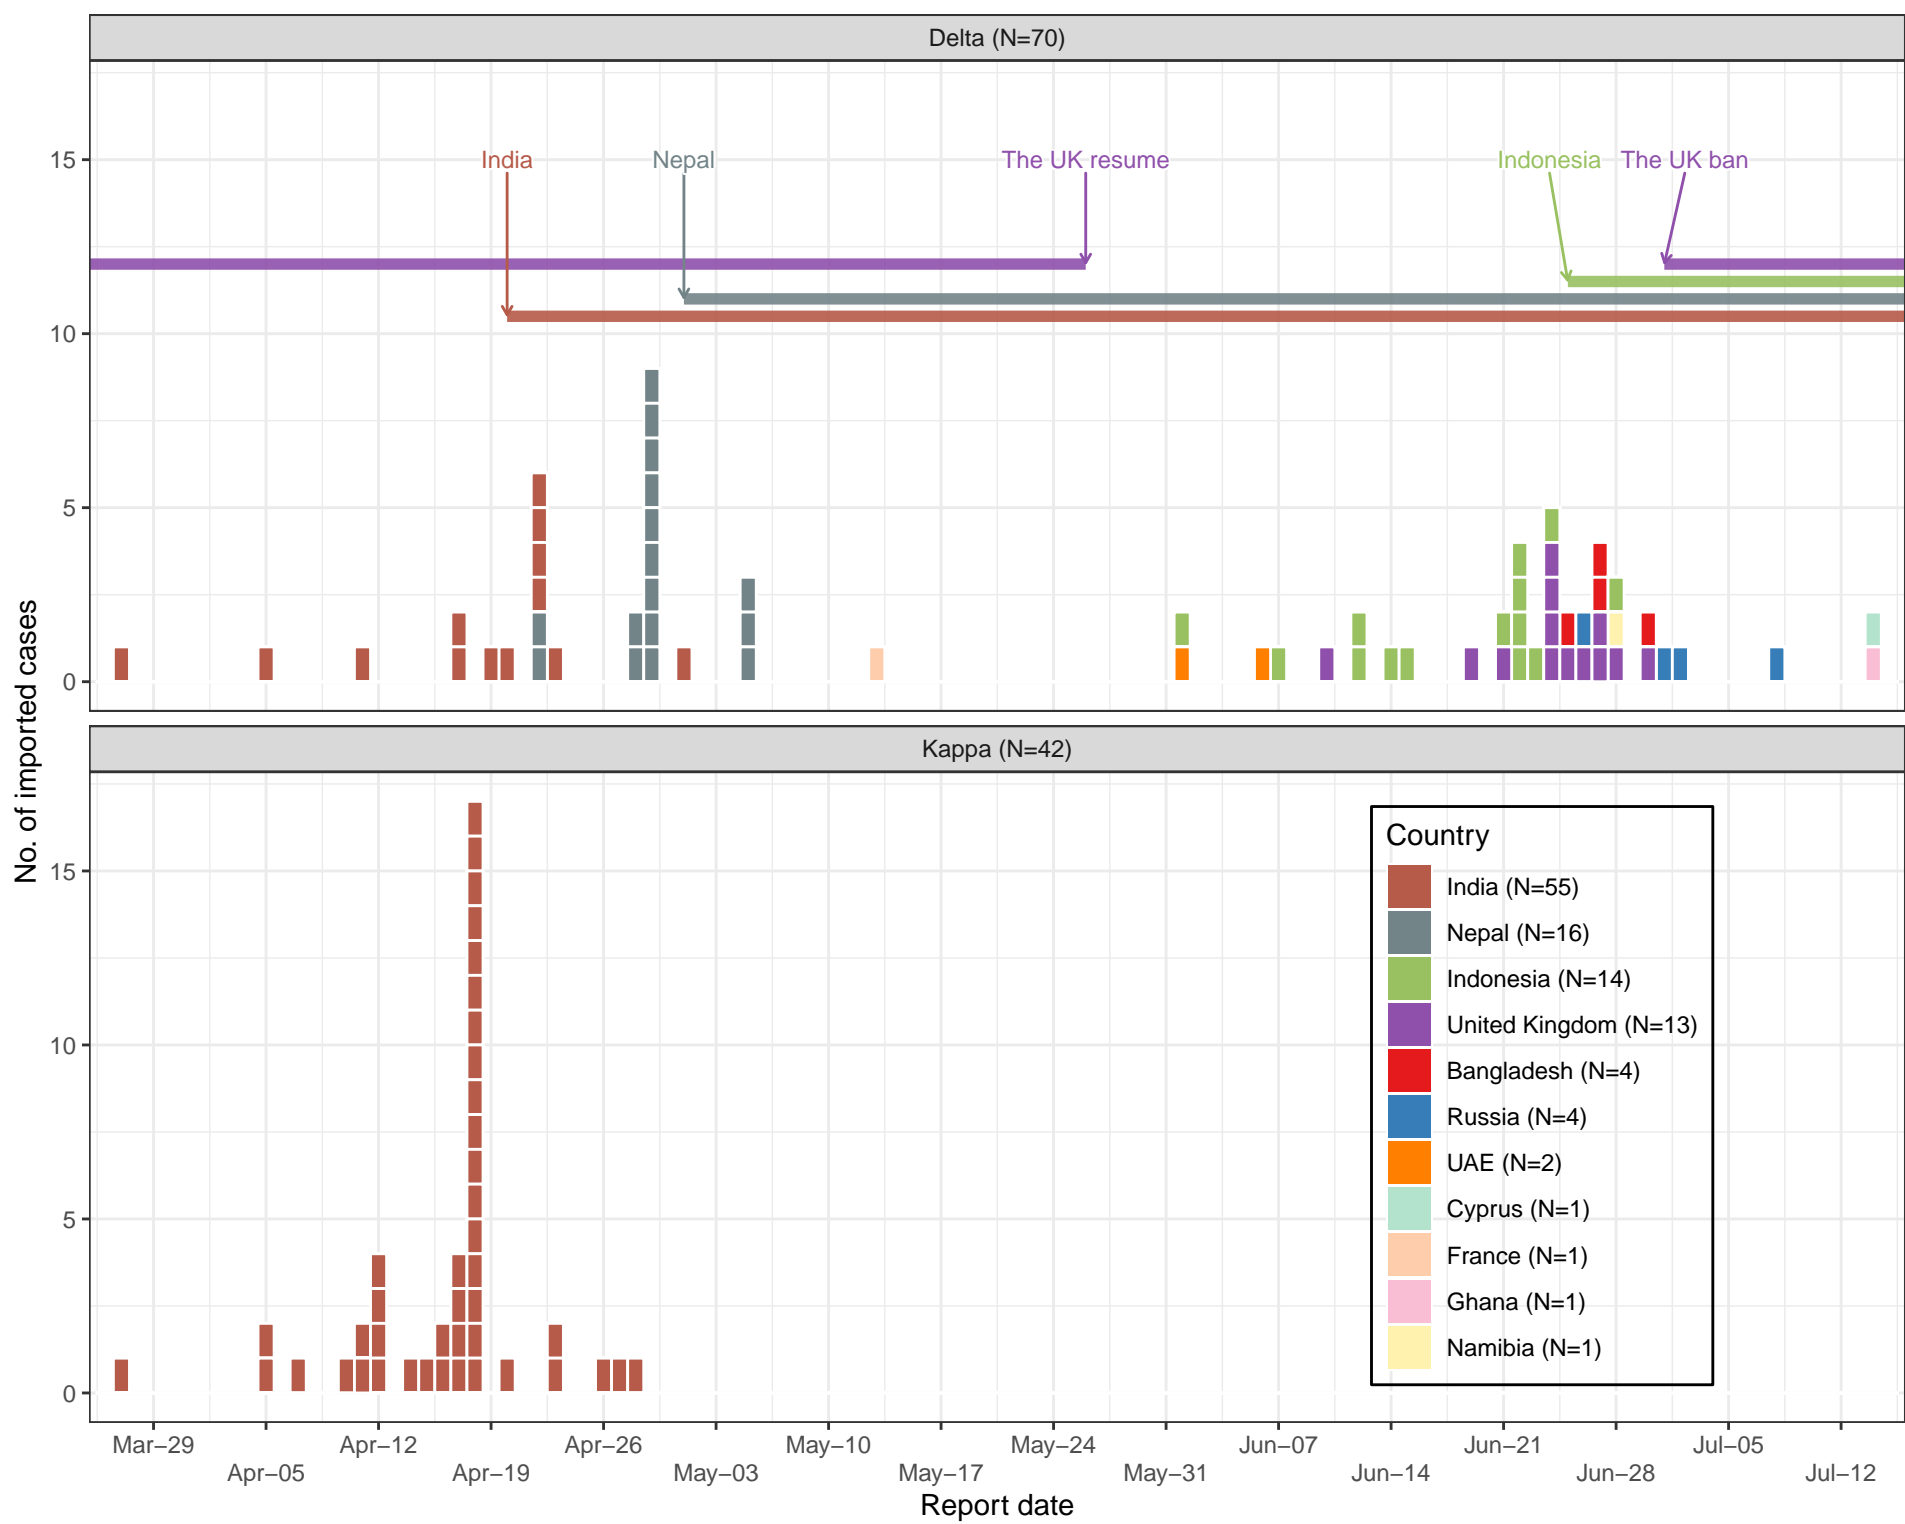 Delta (N=70)
India
Nepal
The UK resume
Indonesia
The UK ban
15
10
5
0
No. of imported cases
Kappa (N=42)
15
10
5
0
Country
India (N=55)
Nepal (N=16)
Indonesia (N=14)
United Kingdom (N=13)
Bangladesh (N=4)
Russia (N=4)
UAE (N=2)
Cyprus (N=1)
France (N=1)
Ghana (N=1)
Namibia (N=1)
Mar–29
Apr–05
Apr–12
Apr–19
Apr–26
May–03
May–10
May–17
May–24
May–31
Jun–07
Jun–14
Jun–21
Jun–28
Jul–05
Jul–12
Report date